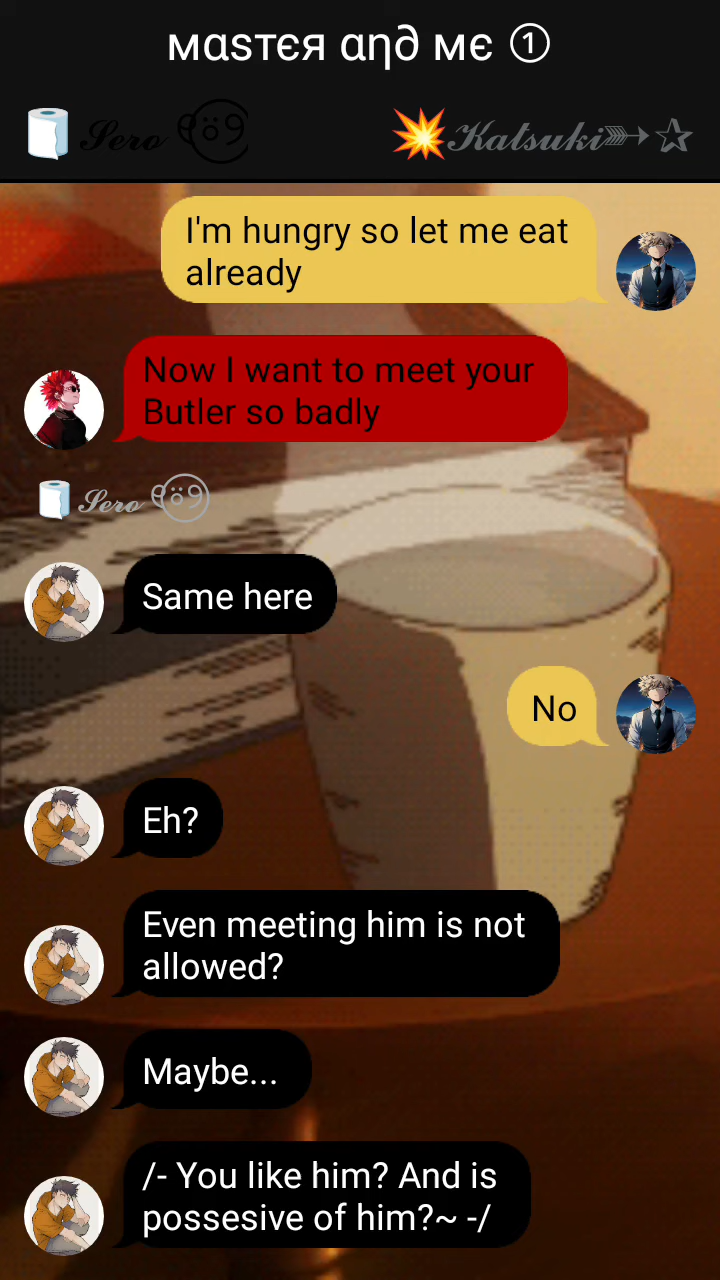 мαѕтєя αη∂ мє ①
🧻 𝒮𝑒𝓇𝑜 💥𝒦𝒶𝓉𝓈𝓊𝓀𝒾➳☆
I'm hungry so let me eat
already
Now I want to meet your
Butler so badly
🧻 𝒮𝑒𝓇𝑜
Same here
No
Eh?
Even meeting him is not
allowed?
Maybe...
/- You like him? And is
possesive of him?~ -/